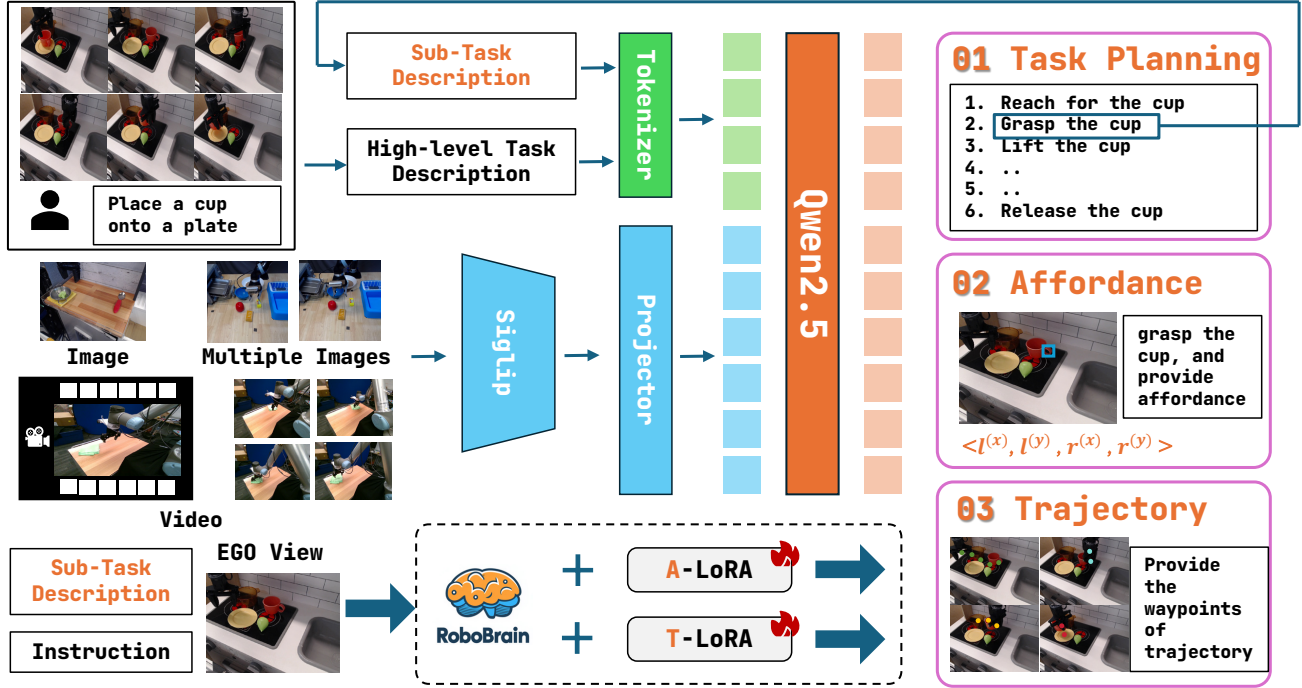 Place a cup
onto a plate
Sub-Task
Description
High-level Task
Description
Tokenizer
Image
Multiple Images
Video
Siglip
Projector
Qwen2.5
01 Task Planning
1. Reach for the cup
2. Grasp the cup
3. Lift the cup
4. ..
5. ..
6. Release the cup
02 Affordance
grasp the
cup, and
provide
affordance
<l(x), l(y), r(x), r(y)>
03 Trajectory
Provide
the
waypoints
of
trajectory
Sub-Task
Description
Instruction
EGO View
RoboBrain
+
A-LoRA
+
T-LoRA